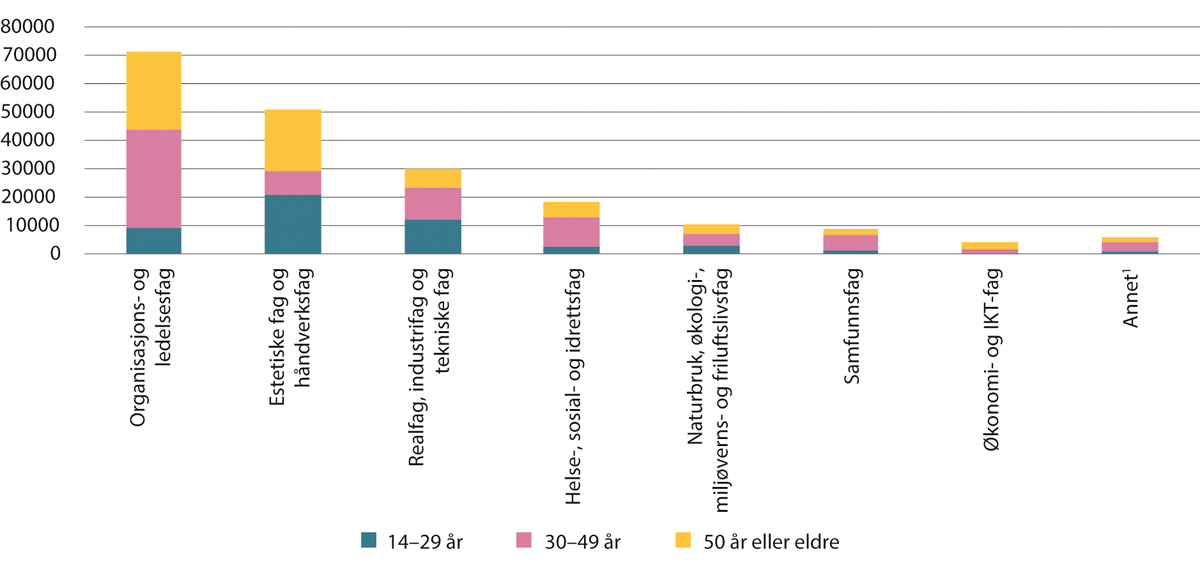 80000
70000
60000
50000
40000
30000
20000
10000
0
Organisasjons- og
ledelsesfag
Estetiske fag og
håndverksfag
Realfag, industrifag og
tekniske fag
Helse-, sosial- og idrettsfag
Naturbruk, økologi-,
miljøverns- og friluftslivsfag
Samfunnsfag
Økonomi- og IKT-fag
Annet¹
14–29 år
30–49 år
50 år eller eldre